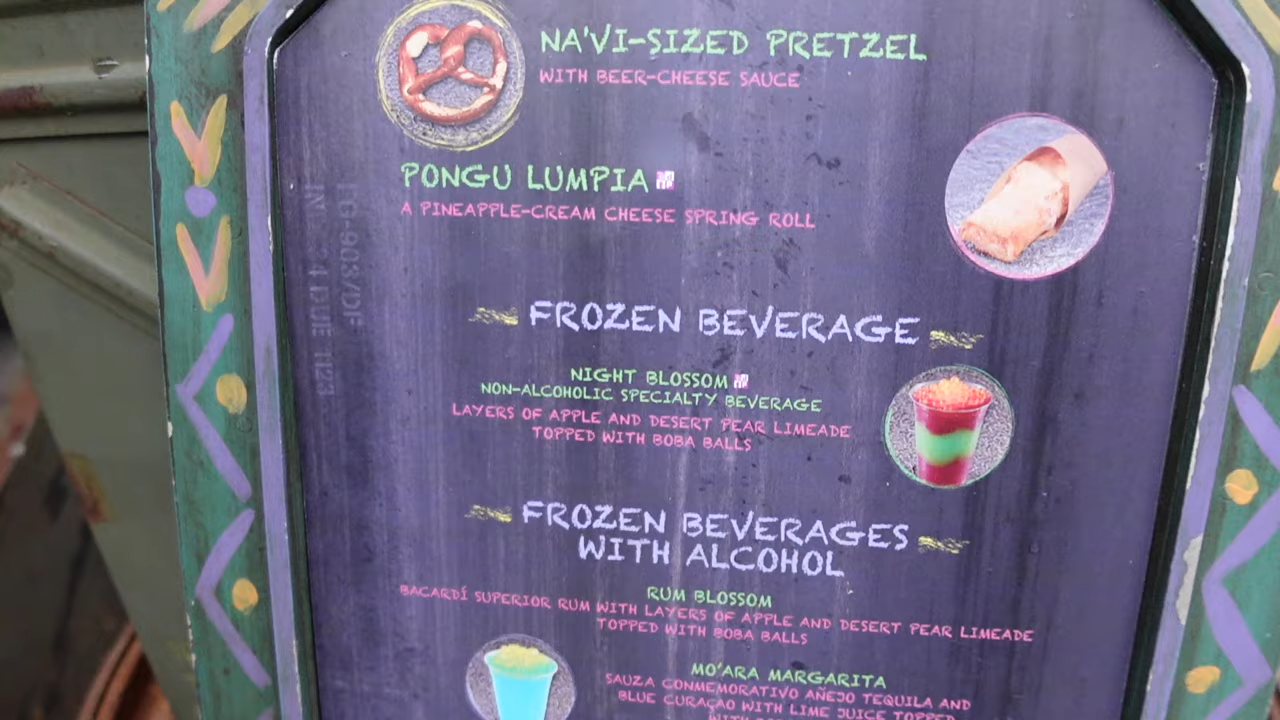 NA'VI-SIZED PRETZEL
WITH BEER-CHEESE SAUCE
PONGU LUMPIA
A PINEAPPLE-CREAM CHEESE SPRING ROLL
FROZEN BEVERAGE
NIGHT BLOSSOM
NON-ALCOHOLIC SPECIALTY BEVERAGE
LAYERS OF APPLE AND DESERT PEAR LIMEADE
TOPPED WITH BOBA BALLS
FROZEN BEVERAGES
WITH ALCOHOL
RUM BLOSSOM
BACARDÍ SUPERIOR RUM WITH LAYERS OF APPLE AND DESERT PEAR LIMEADE
TOPPED WITH BOBA BALLS
MO'ARA MARGARITA
SAUZA CONMEMORATIVO AÑEJO TEQUILA AND
BLUE CURAÇAO WITH LIME JUICE TOPPED